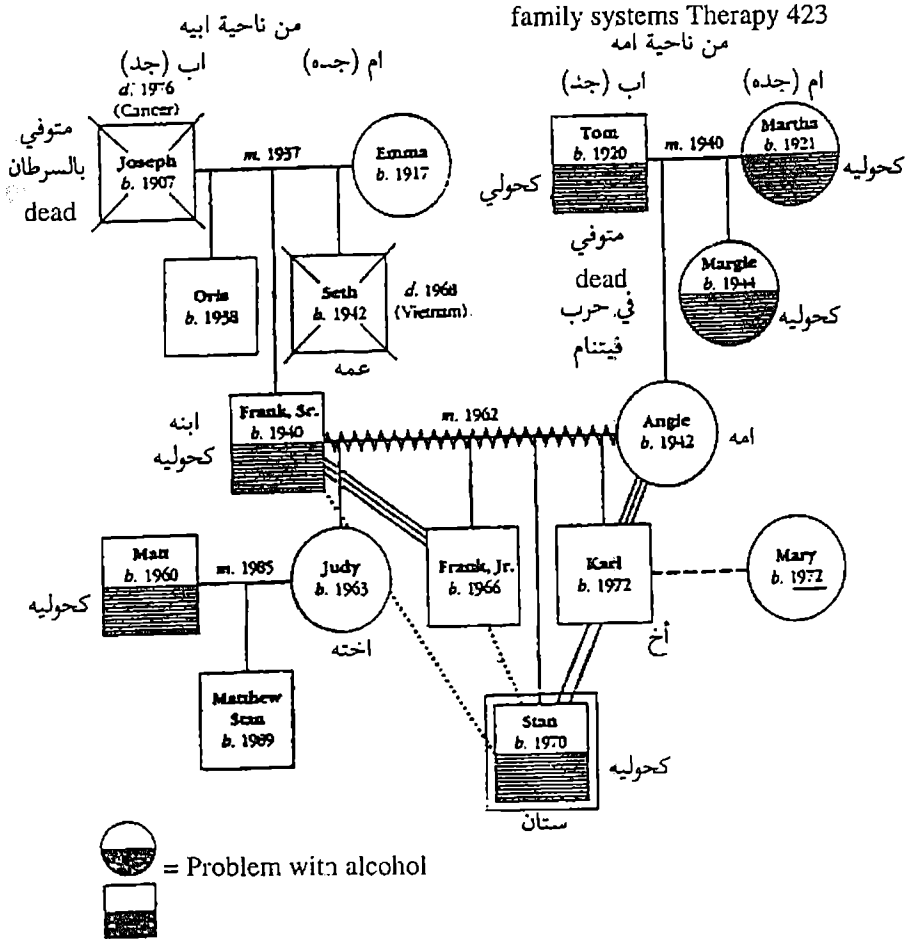 family systems Therapy 423
من ناحية ابيه
من ناحية امه
اب (جد)
ام (جده)
اب (جد)
ام (جده)
d. 1976
(Cancer)
متوفي
بالسرطان
dead
Joseph
b. 1907
m. 1937
Emma
b. 1917
Tom
b. 1920
كحولي
m. 1940
Martha
b. 1921
كحوليه
متوفي
dead
في حرب
فيتنام
Margie
b. 1944
كحوليه
Oris
b. 1938
Seth
b. 1942
d. 1968
(Vietnam)
عمه
ابنه
كحوليه
Frank, Sr.
b. 1940
m. 1962
Angie
b. 1942
امه
Matt
b. 1960
كحوليه
m. 1985
Judy
b. 1963
اخته
Frank, Jr.
b. 1966
Karl
b. 1972
أخ
Mary
b. 1972
Matthew
Stan
b. 1989
Stan
b. 1970
كحوليه
ستان
= Problem with alcohol